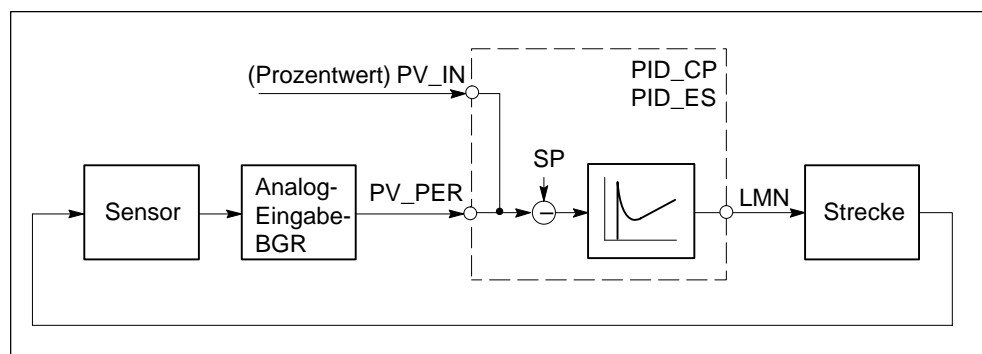 (Prozentwert) PV_IN
PID_CP
PID_ES
SP
Sensor
Analog-
Eingabe-
BGR
PV_PER
LMN
Strecke